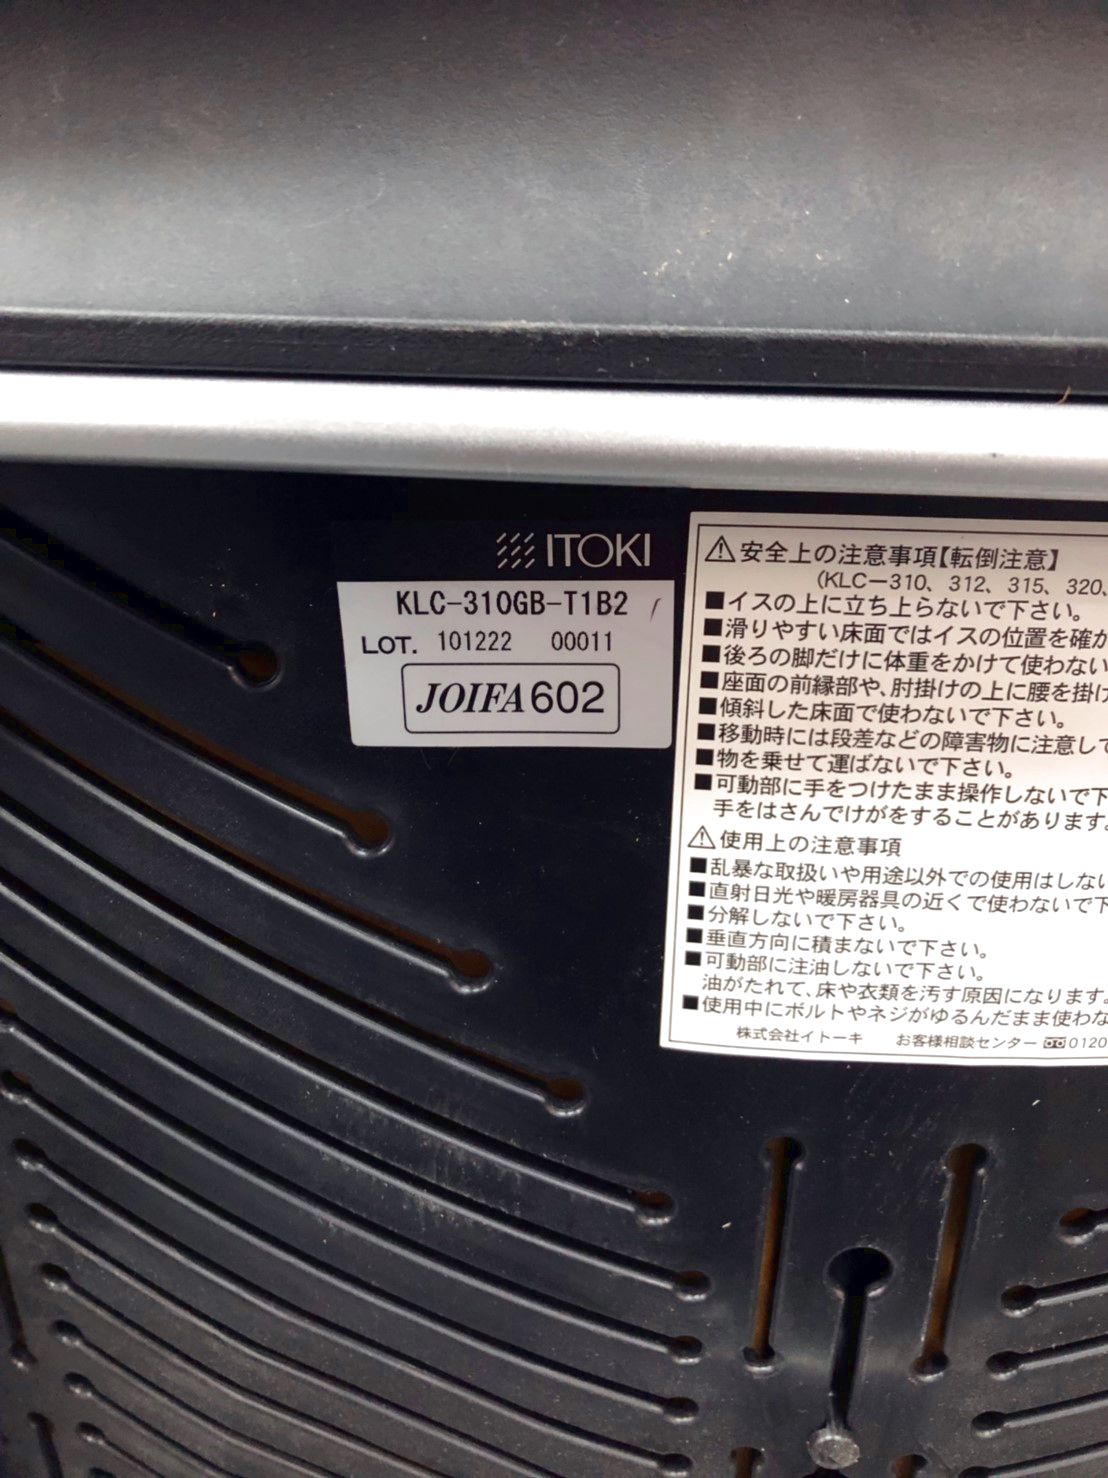 ITOKI
KLC-310GB-T1B2
LOT. 101222 00011
JOIFA602
⚠安全上の注意事項【転倒注意】
(KLC-310、312、315、320、
■イスの上に立ち上らないで下さい。
■滑りやすい床面ではイスの位置を確か
■後ろの脚だけに体重をかけて使わない
■座面の前縁部や、肘掛けの上に腰を掛け
■傾斜した床面で使わないで下さい。
■移動時には段差などの障害物に注意して
■物を乗せて運ばないで下さい。
■可動部に手をつけたまま操作しないで下
手をはさんでけがをすることがあります。
⚠使用上の注意事項
■乱暴な取扱いや用途以外での使用はしない
■直射日光や暖房器具の近くで使わないで下
■分解しないで下さい。
■垂直方向に積まないで下さい。
■可動部に注油しないで下さい。
油がたれて、床や衣類を汚す原因になります。
■使用中にボルトやネジがゆるんだまま使わな
株式会社イトーキ お客様相談センター 0120